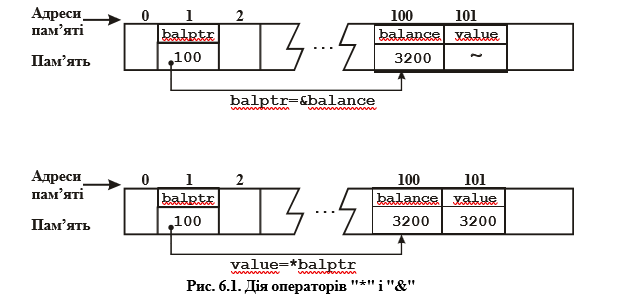 Адреси
пам’яті
0 1 2 100 101
balptr balance value
Пам’ять 100 ... 3200 ~
balptr=&balance
Адреси
пам’яті
0 1 2 100 101
balptr balance value
Пам’ять 100 ... 3200 3200
value=*balptr
Рис. 6.1. Дія операторів "*" і "&"